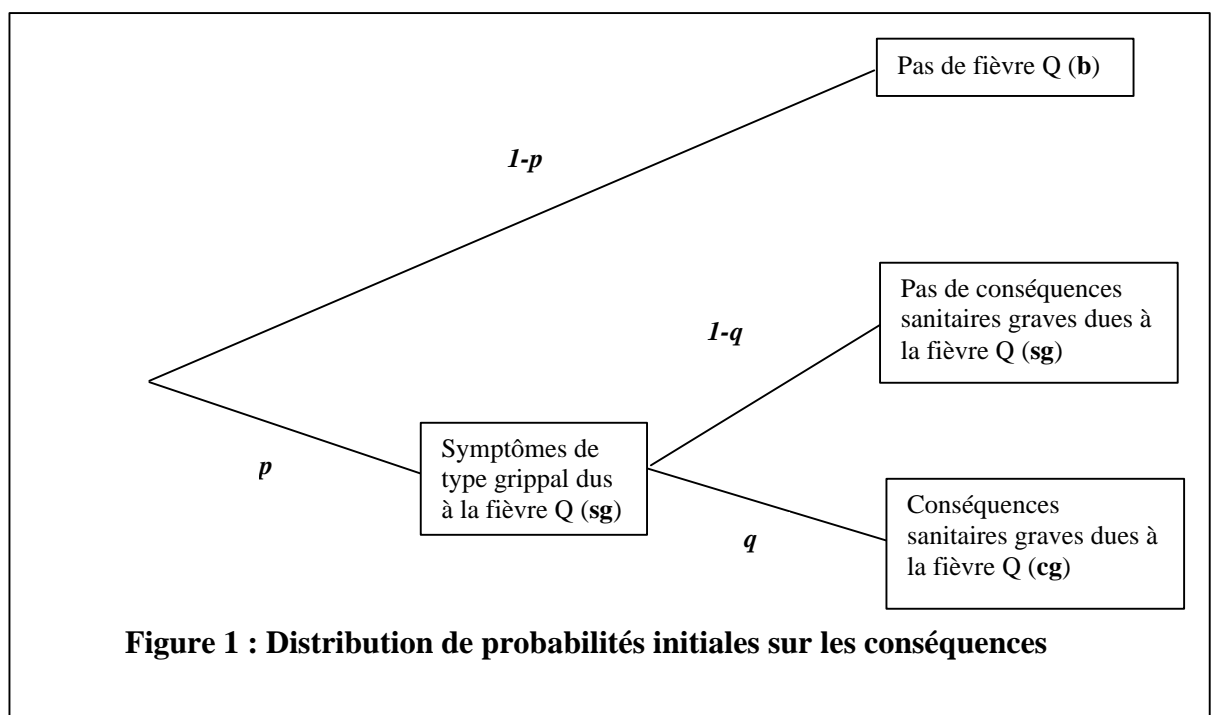 Pas de fièvre Q (b)
1-p
Pas de conséquences
sanitaires graves dues à
la fièvre Q (sg)
1-q
Symptômes de
type grippal dus
à la fièvre Q (sg)
p
Conséquences
sanitaires graves dues à
la fièvre Q (cg)
q
Figure 1 : Distribution de probabilités initiales sur les conséquences